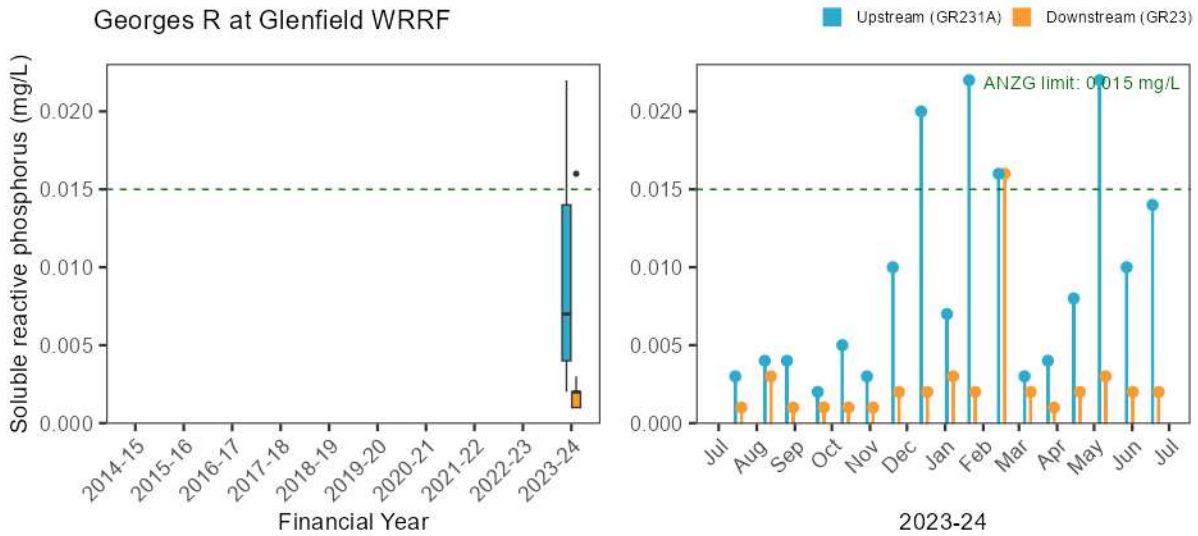 Georges R at Glenfield WRRF
Upstream (GR231A) Downstream (GR23)
Soluble reactive phosphorus (mg/L)
0.020
0.015
0.010
0.005
0.000
2014-15 2015-16 2016-17 2017-18 2018-19 2019-20 2020-21 2021-22 2022-23 2023-24
Financial Year
ANZG limit: 0.015 mg/L
0.020
0.015
0.010
0.005
0.000
Jul Aug Sep Oct Nov Dec Jan Feb Mar Apr May Jun Jul
2023-24